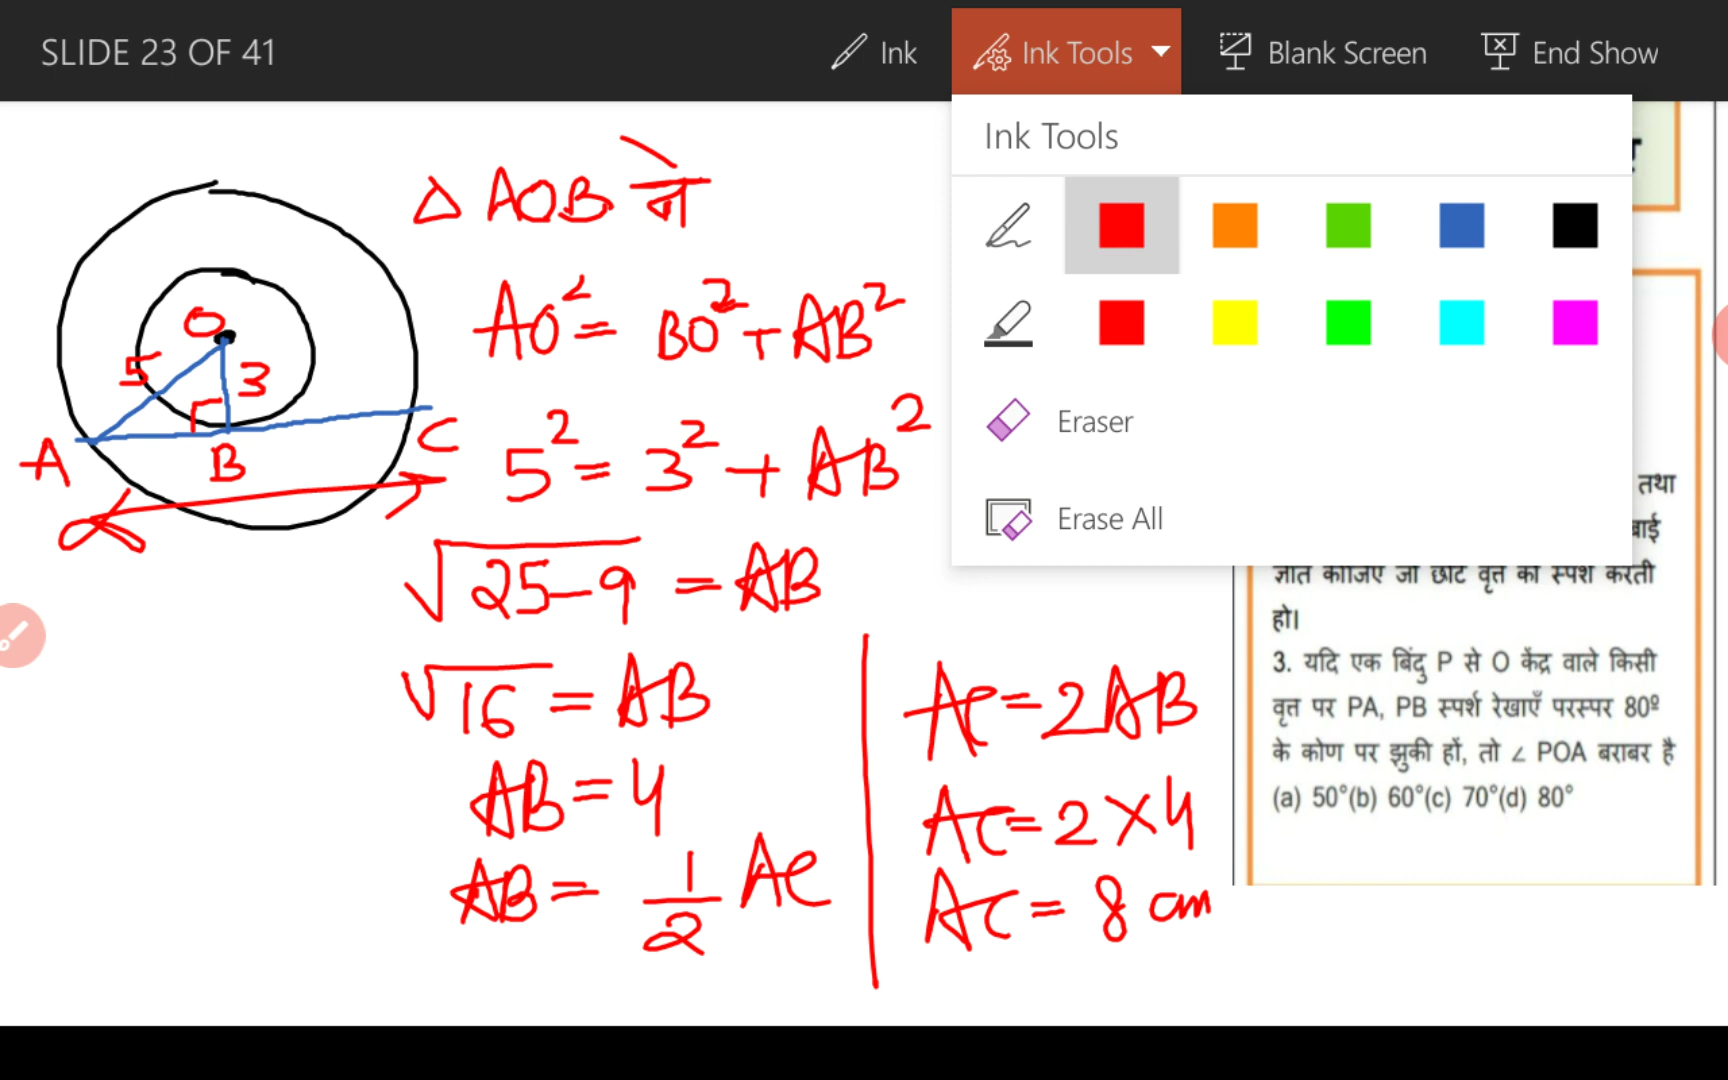 SLIDE 23 OF 41
Ink
Ink Tools
Blank Screen
End Show
Ink Tools
Eraser
Erase All
△ AOB में
AO² = BO² + AB²
5² = 3² + AB²
√25-9 = AB
√16 = AB
AB = 4
AB = 1/2 AC
O
5
3
A
B
C
AC = 2AB
AC = 2 × 4
AC = 8 cm
तथा
ज्ञात कीजिए जो छोटे वृत्त को स्पर्श करती
हो।
3. यदि एक बिंदु P से O केंद्र वाले किसी
वृत्त पर PA, PB स्पर्श रेखाएँ परस्पर 80º
के कोण पर झुकी हों, तो ∠ POA बराबर है
(a) 50°(b) 60°(c) 70°(d) 80°